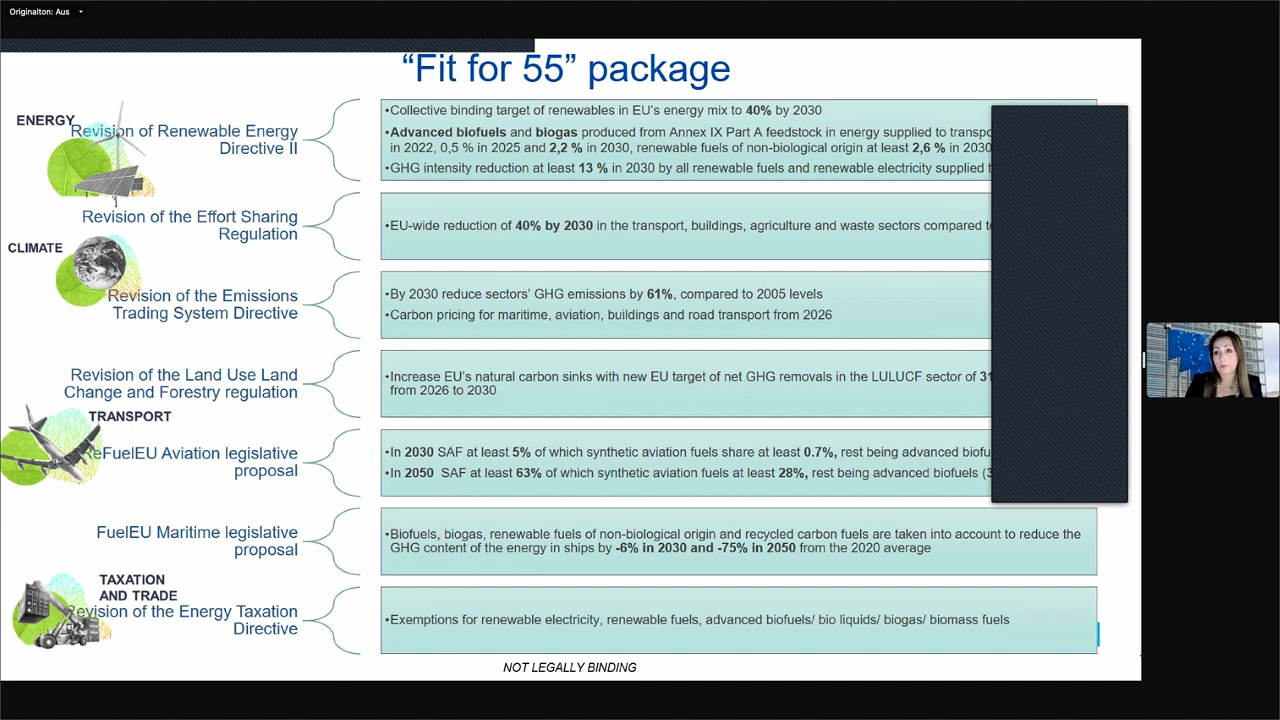 Originalton: Aus
“Fit for 55” package
ENERGY
Revision of Renewable Energy
Directive II
•Collective binding target of renewables in EU's energy mix to 40% by 2030
•Advanced biofuels and biogas produced from Annex IX Part A feedstock in energy supplied to
in 2022, 0,5 % in 2025 and 2,2 % in 2030, renewable fuels of non-biological origin at least 2,6 % in 2030
•GHG intensity reduction at least 13 % in 2030 by all renewable fuels and renewable electricity supplied
Revision of the Effort Sharing
Regulation
•EU-wide reduction of 40% by 2030 in the transport, buildings, agriculture and waste sectors compared
CLIMATE
Revision of the Emissions
Trading System Directive
•By 2030 reduce sectors' GHG emissions by 61%, compared to 2005 levels
•Carbon pricing for maritime, aviation, buildings and road transport from 2026
Revision of the Land Use Land
Change and Forestry regulation
•Increase EU's natural carbon sinks with new EU target of net GHG removals in the LULUCF sector of
from 2026 to 2030
TRANSPORT
ReFuelEU Aviation legislative
proposal
•In 2030 SAF at least 5% of which synthetic aviation fuels share at least 0.7%, rest being advanced
•In 2050 SAF at least 63% of which synthetic aviation fuels at least 28%, rest being advanced biofuels
FuelEU Maritime legislative
proposal
•Biofuels, biogas, renewable fuels of non-biological origin and recycled carbon fuels are taken into account to reduce the
GHG content of the energy in ships by -6% in 2030 and -75% in 2050 from the 2020 average
TAXATION
AND TRADE
Revision of the Energy Taxation
Directive
•Exemptions for renewable electricity, renewable fuels, advanced biofuels/ bio liquids/ biogas/ biomass fuels
NOT LEGALLY BINDING